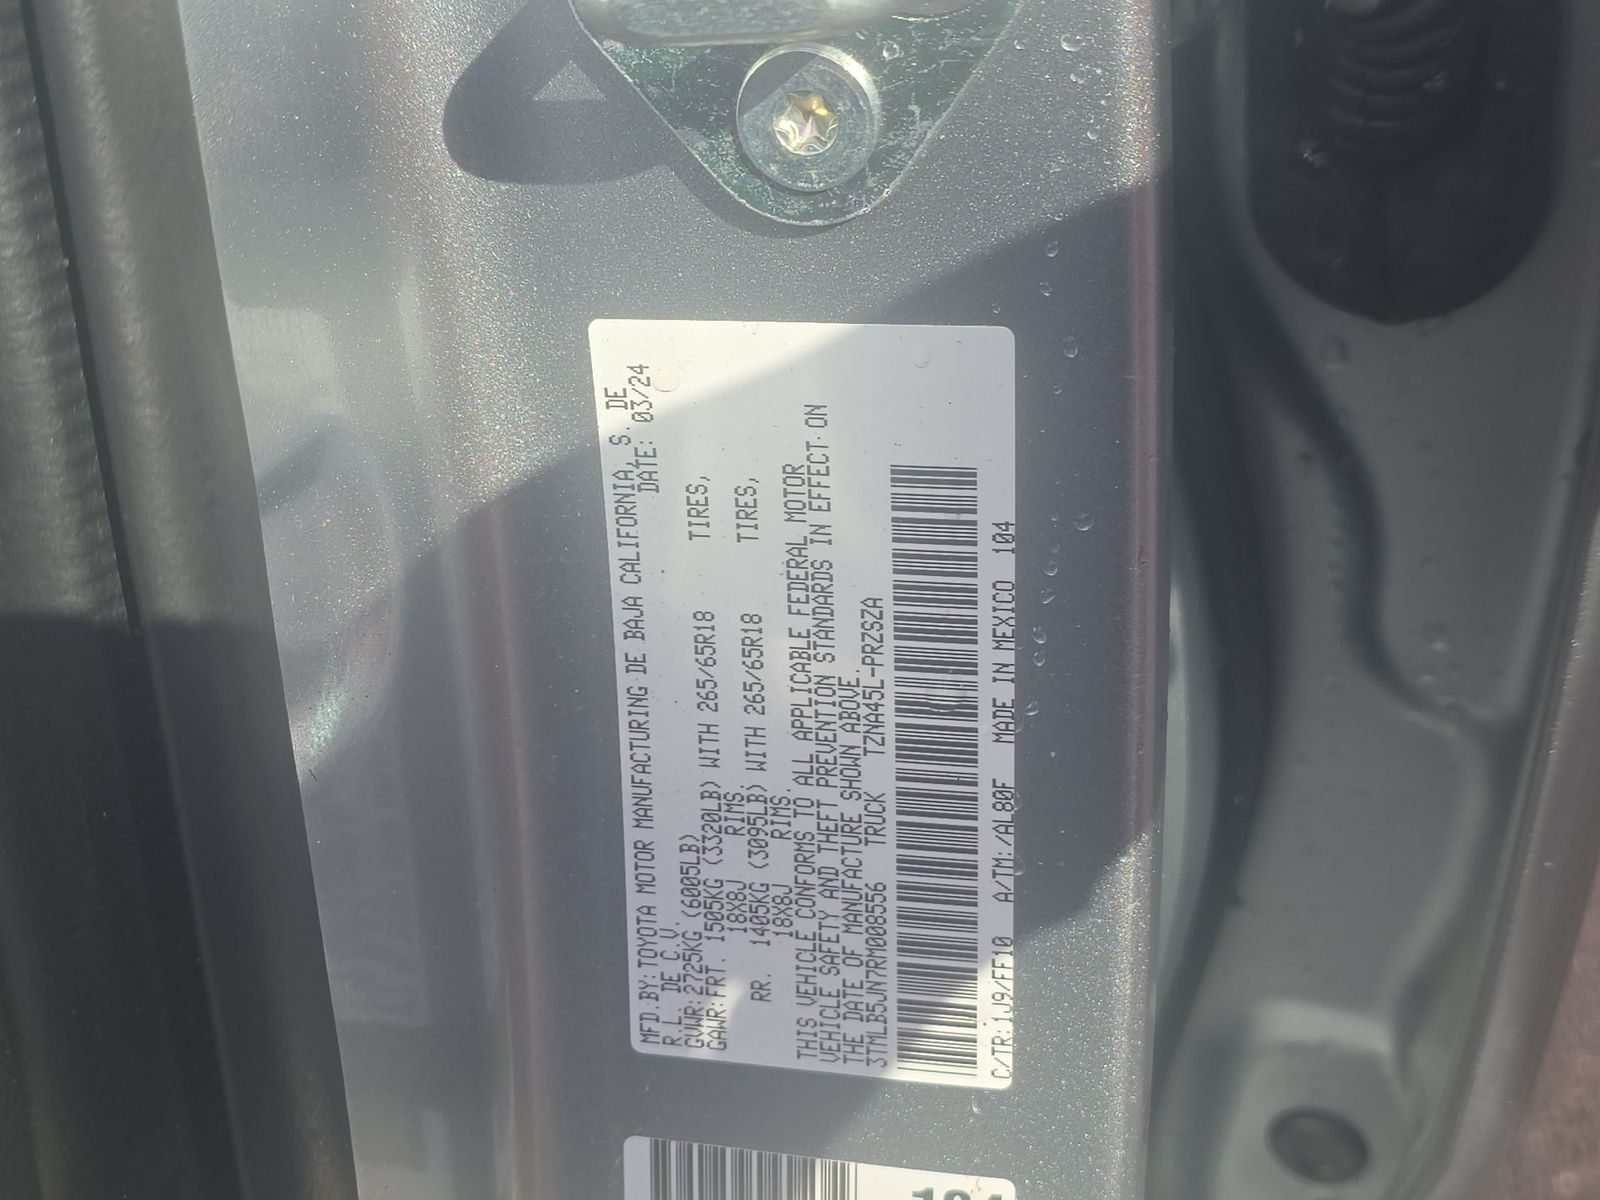 MFD.BY:TOYOTA MOTOR MANUFACTURING DE BAJA CALIFORNIA, S. DE
R.L. DE C.V. DATE: 03/24
GVWR:2725KG (6005LB)
GAWR:FRT. 1505KG (3320LB) WITH 265/65R18 TIRES,
18X8J RIMS.
RR. 1405KG (3095LB) WITH 265/65R18 TIRES,
18X8J RIMS.
THIS VEHICLE CONFORMS TO ALL APPLICABLE FEDERAL MOTOR
VEHICLE SAFETY AND THEFT PREVENTION STANDARDS IN EFFECT ON
THE DATE OF MANUFACTURE SHOWN ABOVE.
3TMLB5JN7RM008556 TRUCK TZNA45L-PRZSZA
C/TR:1J9/FF10 A/TM:/AL80F MADE IN MEXICO 104